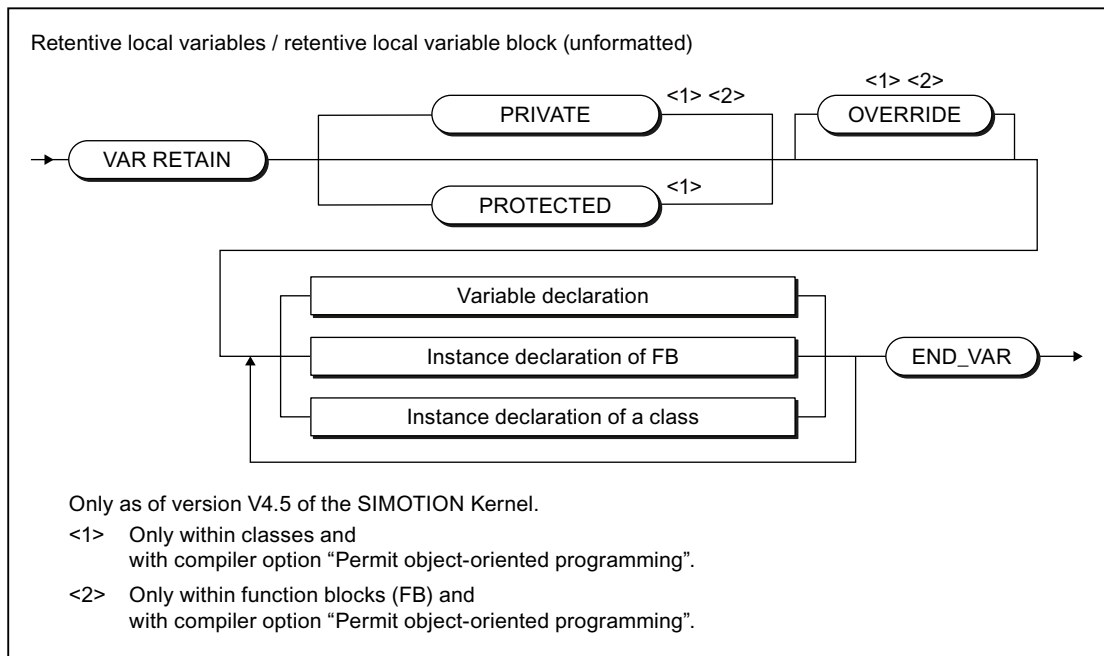 Retentive local variables / retentive local variable block (unformatted)
<1> <2>
<1> <2>
PRIVATE
OVERRIDE
VAR RETAIN
<1>
PROTECTED
Variable declaration
Instance declaration of FB
END_VAR
Instance declaration of a class
Only as of version V4.5 of the SIMOTION Kernel.
<1> Only within classes and
with compiler option “Permit object-oriented programming”.
<2> Only within function blocks (FB) and
with compiler option “Permit object-oriented programming”.